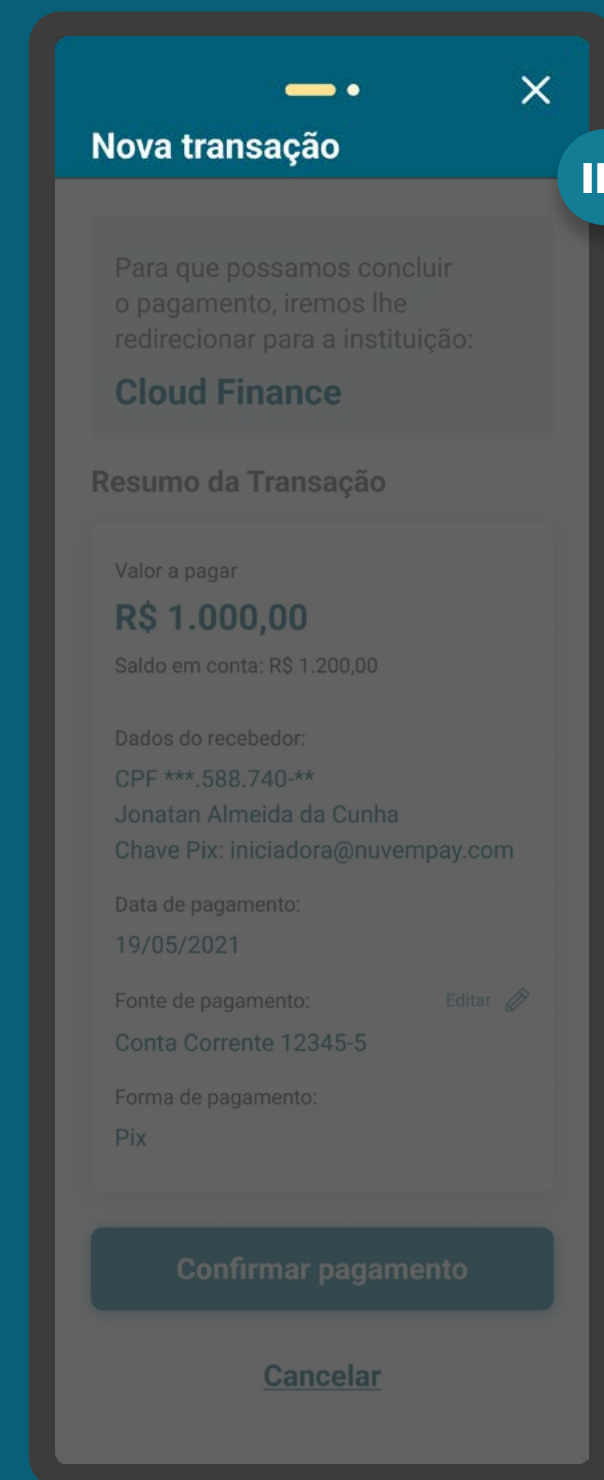 Nova transação
Para que possamos concluir
o pagamento, iremos lhe
redirecionar para a instituição:
Cloud Finance
Resumo da Transação
Valor a pagar
R$ 1.000,00
Saldo em conta: R$ 1.200,00
Dados do recebedor:
CPF ***.588.740-**
Jonatan Almeida da Cunha
Chave Pix: iniciadora@nuvempay.com
Data de pagamento:
19/05/2021
Fonte de pagamento: Editar
Conta Corrente 12345-5
Forma de pagamento:
Pix
Confirmar pagamento
Cancelar